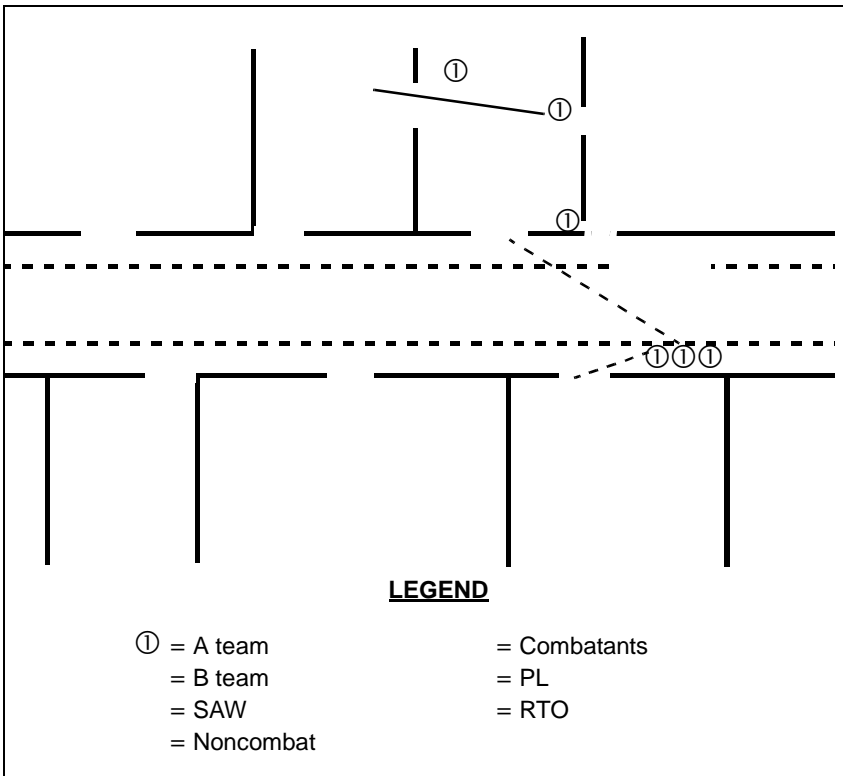 ①
①
①
①①①
LEGEND
① = A team = Combatants
= B team = PL
= SAW = RTO
= Noncombat